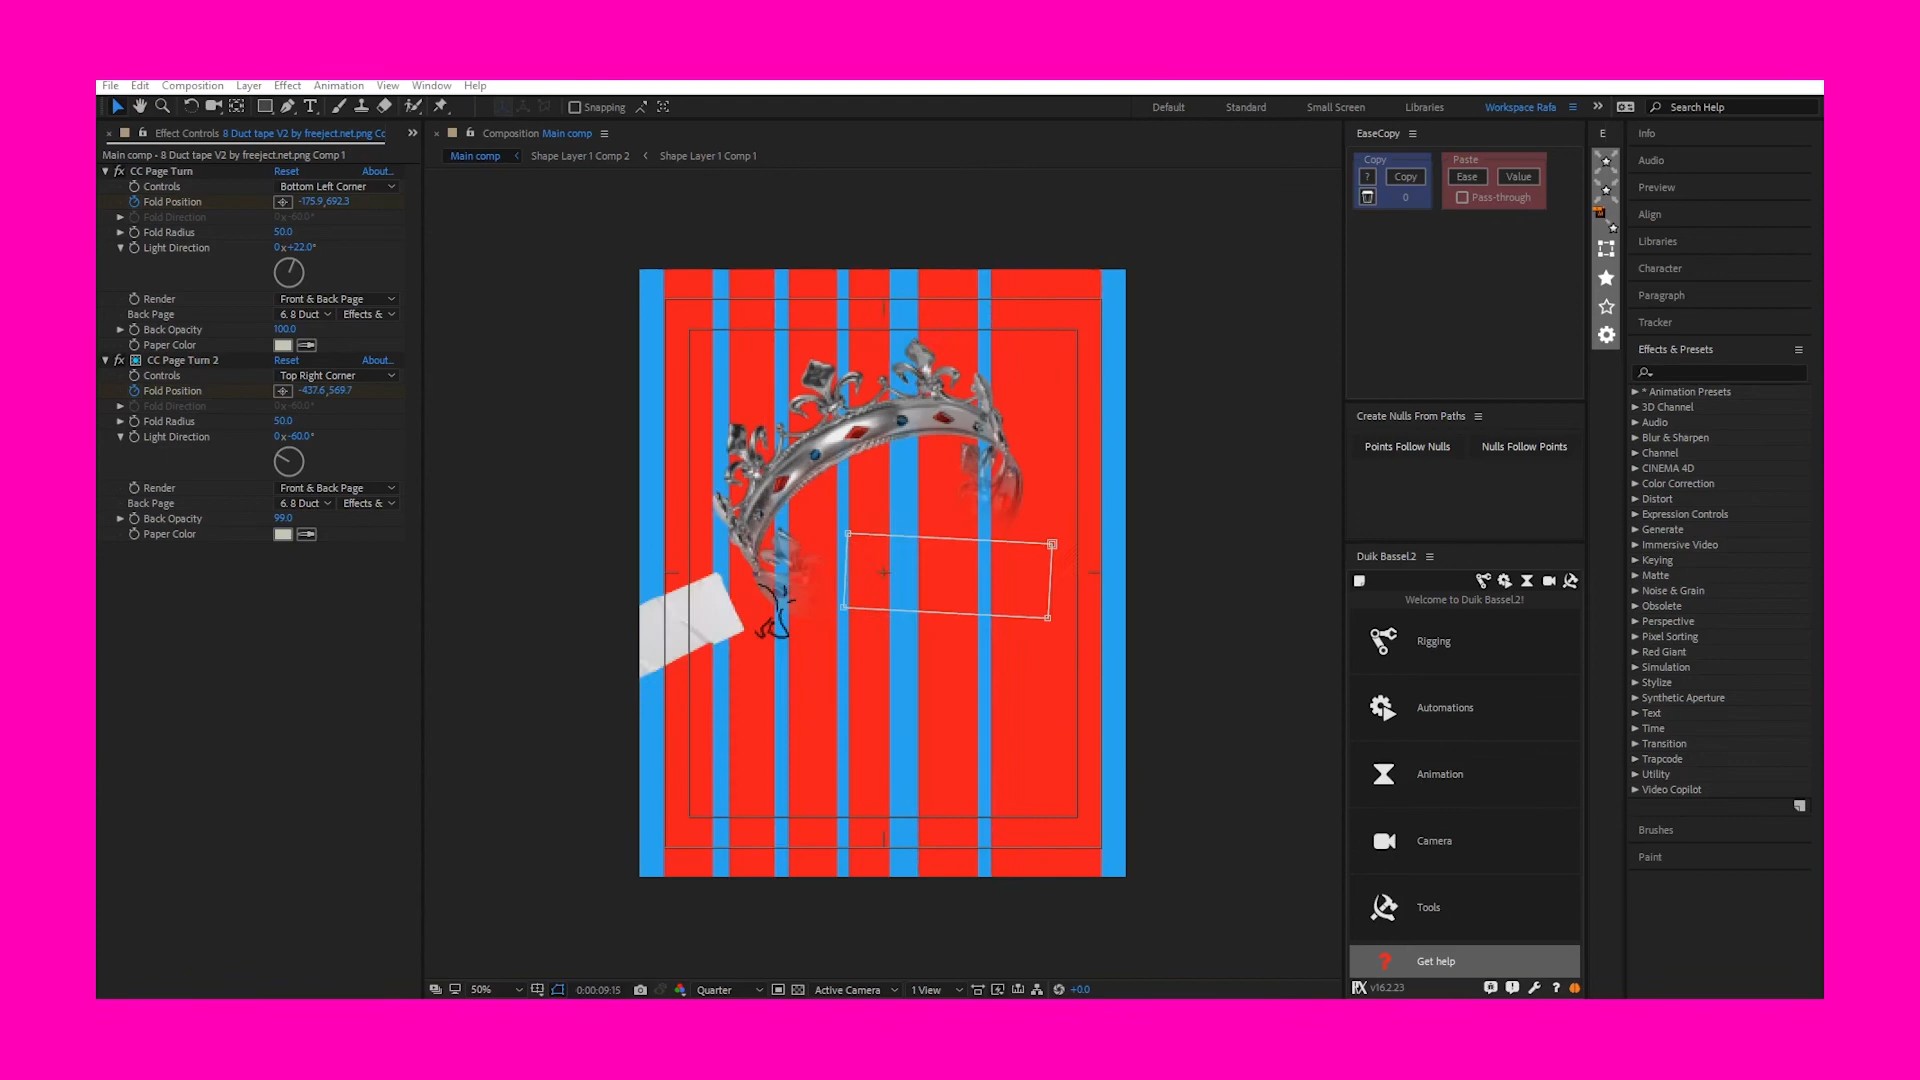 File Edit Composition Layer Effect Animation View Window Help
Snapping Default Standard Small Screen Libraries Workspace Rafa Search Help
Effect Controls 8 Duct tape V2 by freeject.net.png Cc
Composition Main comp
EaseCopy
E
Info
Main comp - 8 Duct tape V2 by freeject.net.png Comp 1
Main comp Shape Layer 1 Comp 2 Shape Layer 1 Comp 1
Copy Paste
? Copy Ease Value
0 Pass-through
Audio
Preview
Align
Libraries
Character
Paragraph
Tracker
Effects & Presets
fx CC Page Turn Reset About...
Controls Bottom Left Corner
Fold Position -175.9,692.3
Fold Direction 0x-60.0°
Fold Radius 50.0
Light Direction 0x+22.0°
Render Front & Back Page
Back Page 6. 8 Duct Effects &
Back Opacity 100.0
Paper Color
fx CC Page Turn 2 Reset About...
Controls Top Right Corner
Fold Position -437.6,569.7
Fold Direction 0x-60.0°
Fold Radius 50.0
Light Direction 0x-60.0°
Render Front & Back Page
Back Page 6. 8 Duct Effects &
Back Opacity 99.0
Paper Color
Create Nulls From Paths
Points Follow Nulls Nulls Follow Points
Duik Bassel.2
Welcome to Duik Bassel.2!
Rigging
Automations
Animation
Camera
Tools
? Get help
v16.2.23 ?
* Animation Presets
3D Channel
Audio
Blur & Sharpen
Channel
CINEMA 4D
Color Correction
Distort
Expression Controls
Generate
Immersive Video
Keying
Matte
Noise & Grain
Obsolete
Perspective
Pixel Sorting
Red Giant
Simulation
Stylize
Synthetic Aperture
Text
Time
Transition
Trapcode
Utility
Video Copilot
Brushes
Paint
50% 0:00:09:15 Quarter Active Camera 1 View +0.0